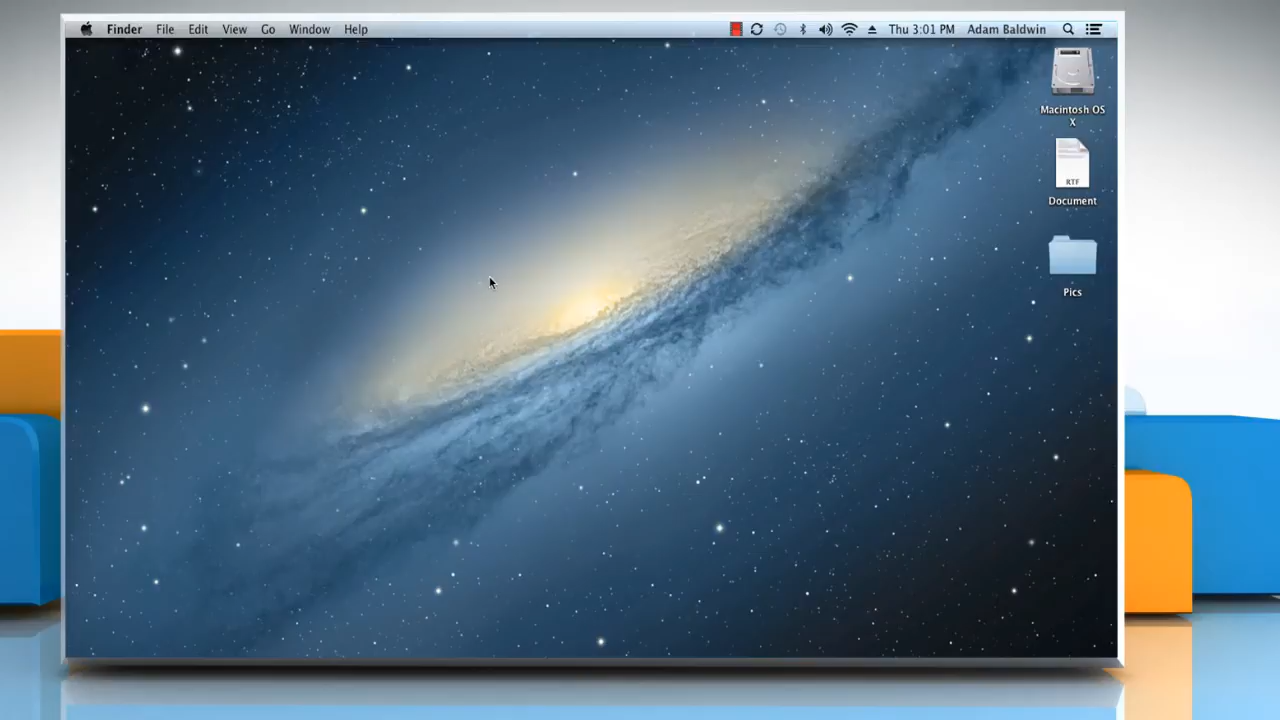 Finder File Edit View Go Window Help Thu 3:01 PM Adam Baldwin
Macintosh OS
X
RTF
Document
Pics